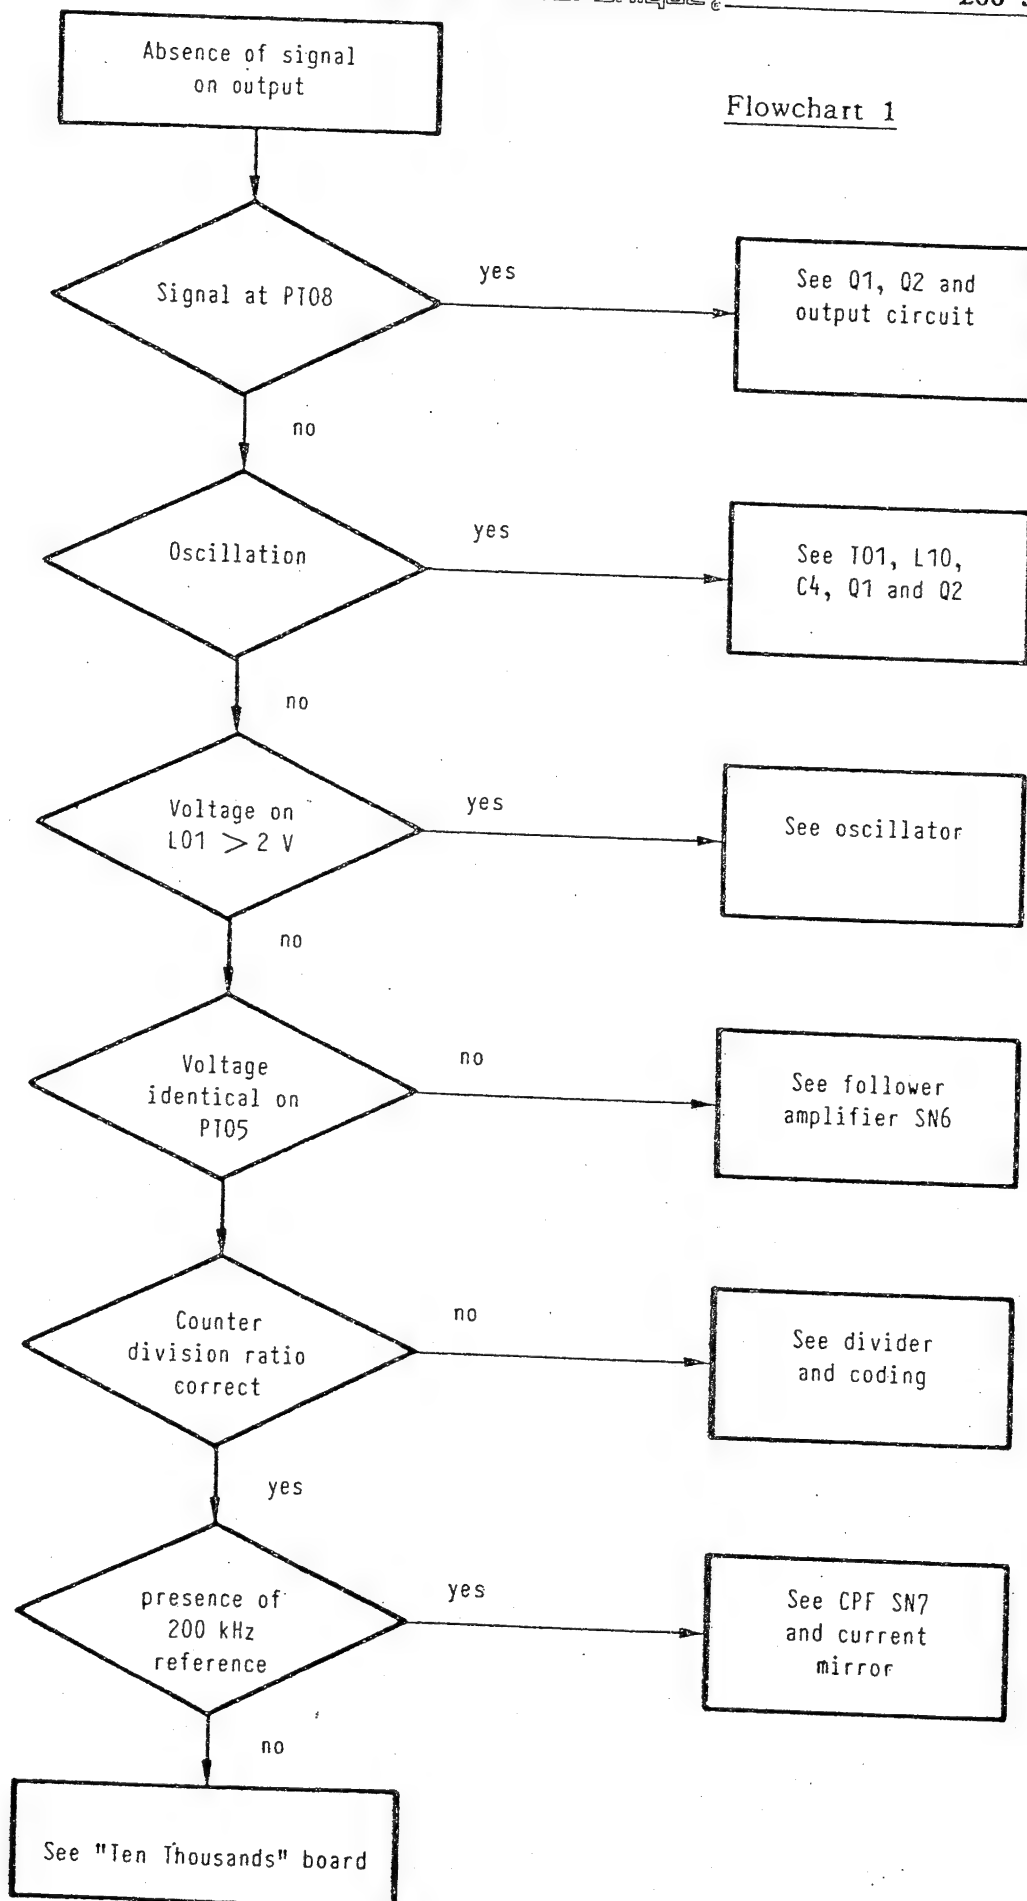 Absence of signal
on output
Flowchart 1
Signal at PT08
yes
See Q1, Q2 and
output circuit
no
Oscillation
yes
See T01, L10,
C4, Q1 and Q2
no
Voltage on
L01 > 2 V
yes
See oscillator
no
Voltage
identical on
PT05
no
See follower
amplifier SN6
Counter
division ratio
correct
no
See divider
and coding
yes
presence of
200 kHz
reference
yes
See CPF SN7
and current
mirror
no
See "Ten Thousands" board